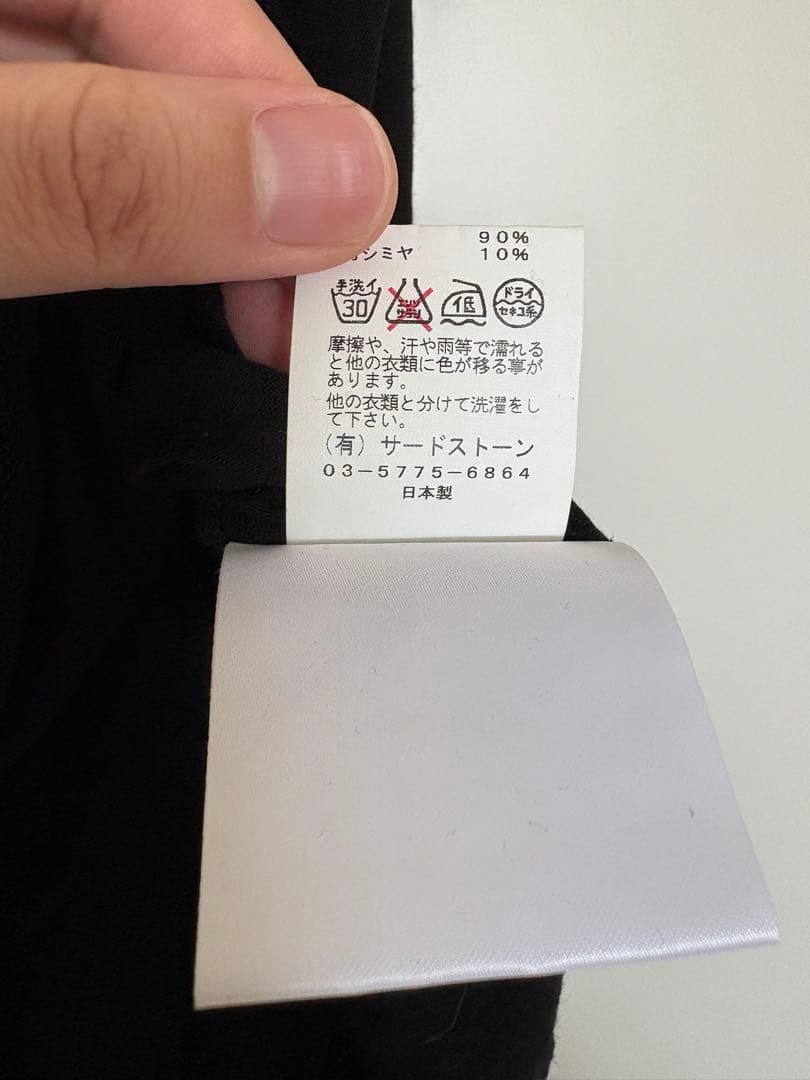 90%
シミヤ 10%
手洗イ 30 エンソ サラシ 低 ドライ セキユ系
摩擦や、汗や雨等で濡れる
と他の衣類に色が移る事が
あります。
他の衣類と分けて洗濯をし
て下さい。
（有）サードストーン
03-5775-6864
日本製